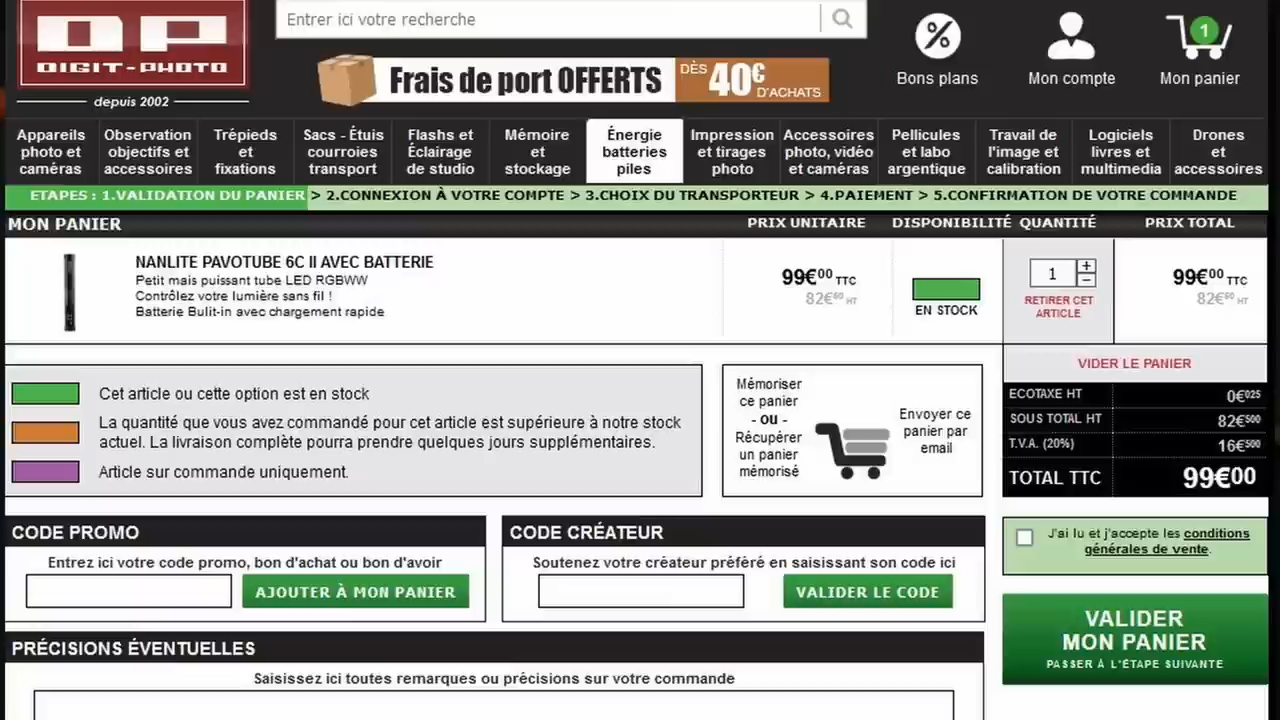 OP
DIGIT-PHOTO
depuis 2002
Entrer ici votre recherche
Frais de port OFFERTS
DÈS 40€ D'ACHATS
Bons plans
Mon compte
1
Mon panier
Appareils photo et caméras
Observation objectifs et accessoires
Trépieds et fixations
Sacs - Étuis courroies transport
Flashs et Éclairage de studio
Mémoire et stockage
Énergie batteries piles
Impression et tirages photo
Accessoires photo, vidéo et caméras
Pellicules et labo argentique
Travail de l'image et calibration
Logiciels livres et multimedia
Drones et accessoires
ETAPES : 1.VALIDATION DU PANIER > 2.CONNEXION À VOTRE COMPTE > 3.CHOIX DU TRANSPORTEUR > 4.PAIEMENT > 5.CONFIRMATION DE VOTRE COMMANDE
MON PANIER PRIX UNITAIRE DISPONIBILITÉ QUANTITÉ PRIX TOTAL
NANLITE PAVOTUBE 6C II AVEC BATTERIE
Petit mais puissant tube LED RGBWW
Contrôlez votre lumière sans fil !
Batterie Bulit-in avec chargement rapide
99€00 TTC
82€50 HT
EN STOCK
1 + −
RETIRER CET
ARTICLE
99€00 TTC
82€50 HT
VIDER LE PANIER
Cet article ou cette option est en stock
La quantité que vous avez commandé pour cet article est supérieure à notre stock
actuel. La livraison complète pourra prendre quelques jours supplémentaires.
Article sur commande uniquement.
Mémoriser
ce panier
- OU -
Récupérer
un panier
mémorisé
Envoyer ce
panier par
email
ECOTAXE HT 0€025
SOUS TOTAL HT 82€500
T.V.A. (20%) 16€500
TOTAL TTC 99€00
CODE PROMO
Entrez ici votre code promo, bon d'achat ou bon d'avoir
AJOUTER À MON PANIER
CODE CRÉATEUR
Soutenez votre créateur préféré en saisissant son code ici
VALIDER LE CODE
J'ai lu et j'accepte les conditions
générales de vente.
VALIDER
MON PANIER
PASSER À L'ÉTAPE SUIVANTE
PRÉCISIONS ÉVENTUELLES
Saisissez ici toutes remarques ou précisions sur votre commande